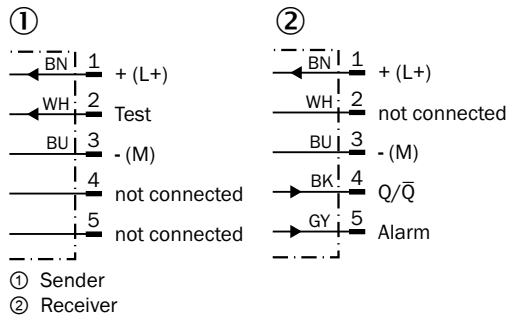 ①
BN 1 + (L+)
WH 2 Test
BU 3 - (M)
4 not connected
5 not connected
②
BN 1 + (L+)
WH 2 not connected
BU 3 - (M)
BK 4 Q/Q̅
GY 5 Alarm
① Sender
② Receiver